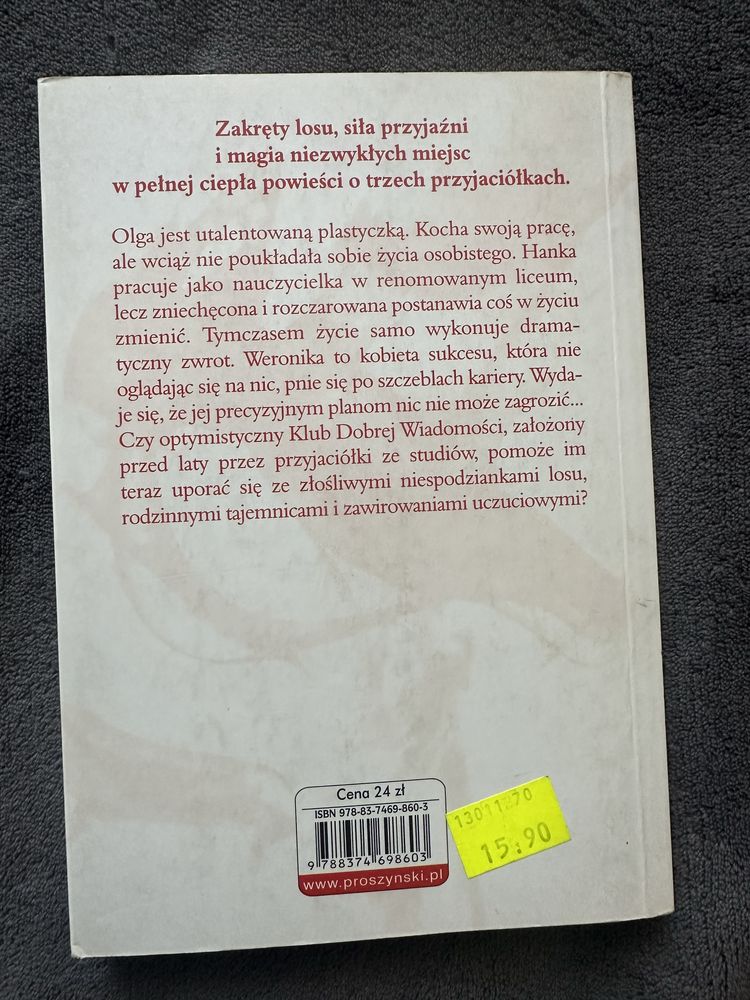 Zakręty losu, siła przyjaźni
i magia niezwykłych miejsc
w pełnej ciepła powieści o trzech przyjaciółkach.
Olga jest utalentowaną plastyczką. Kocha swoją pracę,
ale wciąż nie poukładała sobie życia osobistego. Hanka
pracuje jako nauczycielka w renomowanym liceum,
lecz zniechęcona i rozczarowana postanawia coś w życiu
zmienić. Tymczasem życie samo wykonuje drama-
tyczny zwrot. Weronika to kobieta sukcesu, która nie
oglądając się na nic, pnie się po szczeblach kariery. Wyda-
je się, że jej precyzyjnym planom nic nie może zagrozić...
Czy optymistyczny Klub Dobrej Wiadomości, założony
przed laty przez przyjaciółki ze studiów, pomoże im
teraz uporać się ze złośliwymi niespodziankami losu,
rodzinnymi tajemnicami i zawirowaniami uczuciowymi?
Cena 24 zł
ISBN 978-83-7469-860-3
9 788374 698603
www.proszynski.pl
15.90